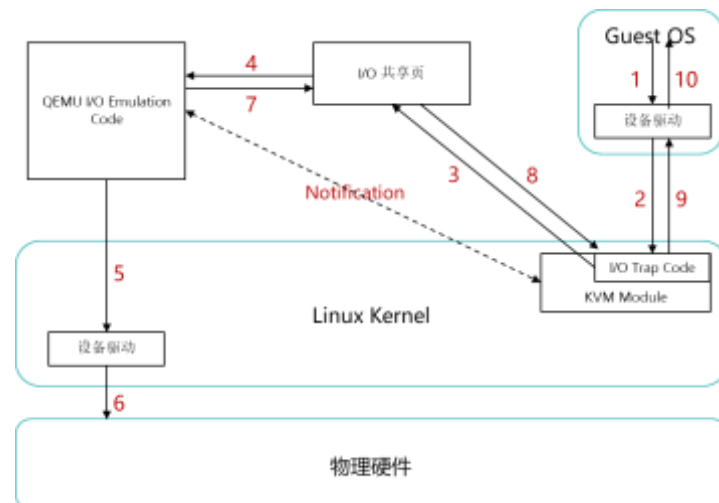 Guest OS
4
I/O 共享页
QEMU I/O Emulation
Code
7
1
10
设备驱动
3
8
2
9
Notification
5
I/O Trap Code
KVM Module
Linux Kernel
设备驱动
6
物理硬件